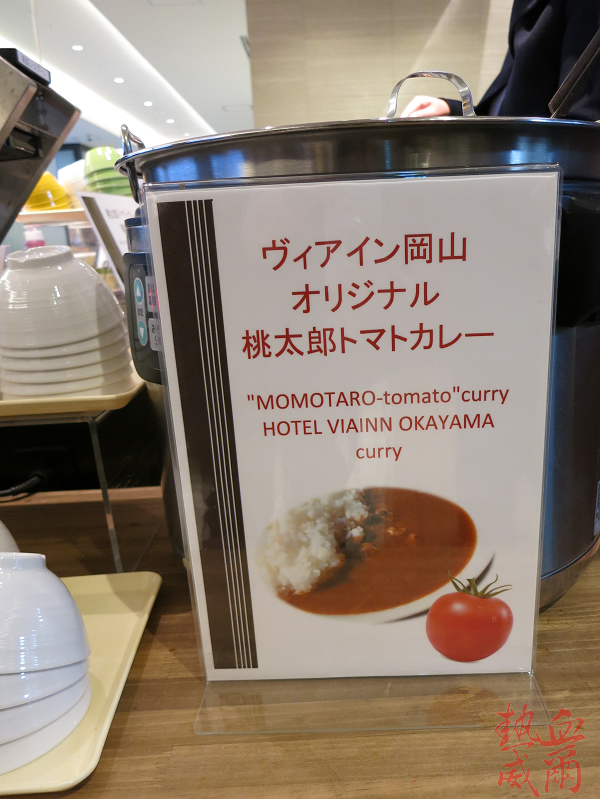 ヴィアイン岡山
オリジナル
桃太郎トマトカレー
"MOMOTARO-tomato"curry
HOTEL VIAINN OKAYAMA
curry
熱血
威爾